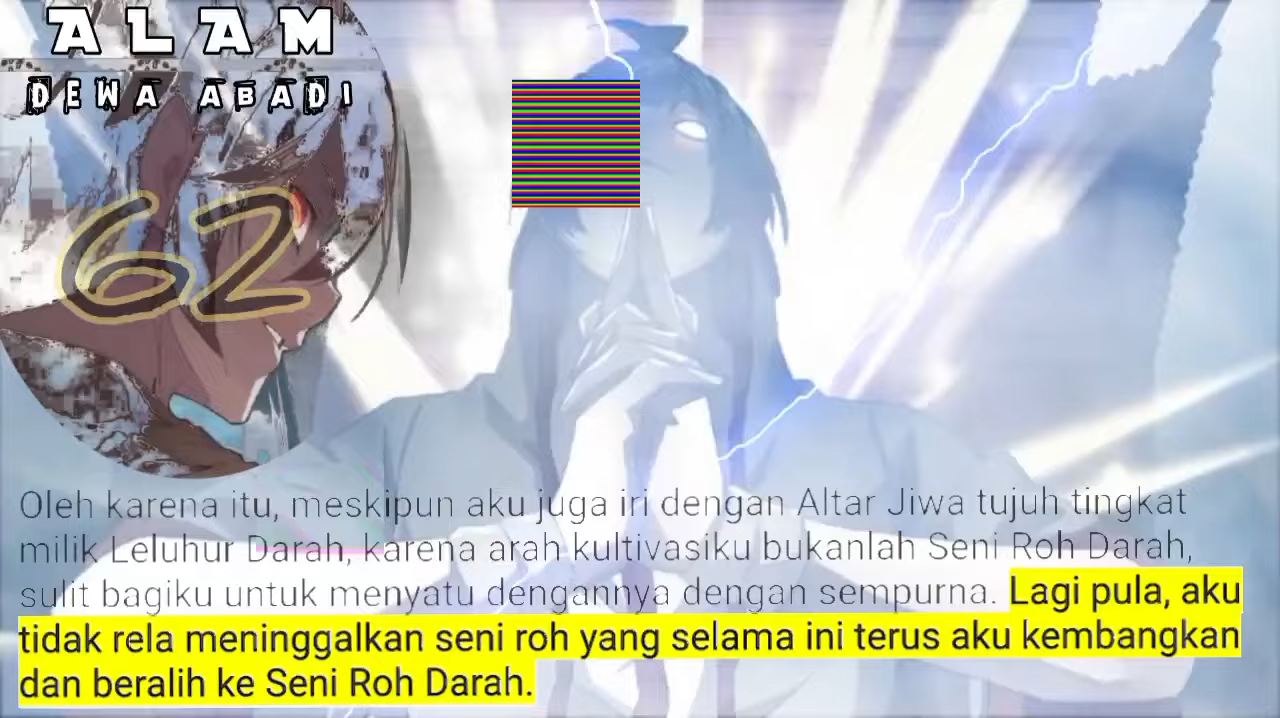 ALAM
DEWA ABADI
62
Oleh karena itu, meskipun aku juga iri dengan Altar Jiwa tujuh tingkat
milik Leluhur Darah, karena arah kultivasiku bukanlah Seni Roh Darah,
sulit bagiku untuk menyatu dengannya dengan sempurna. Lagi pula, aku
tidak rela meninggalkan seni roh yang selama ini terus aku kembangkan
dan beralih ke Seni Roh Darah.